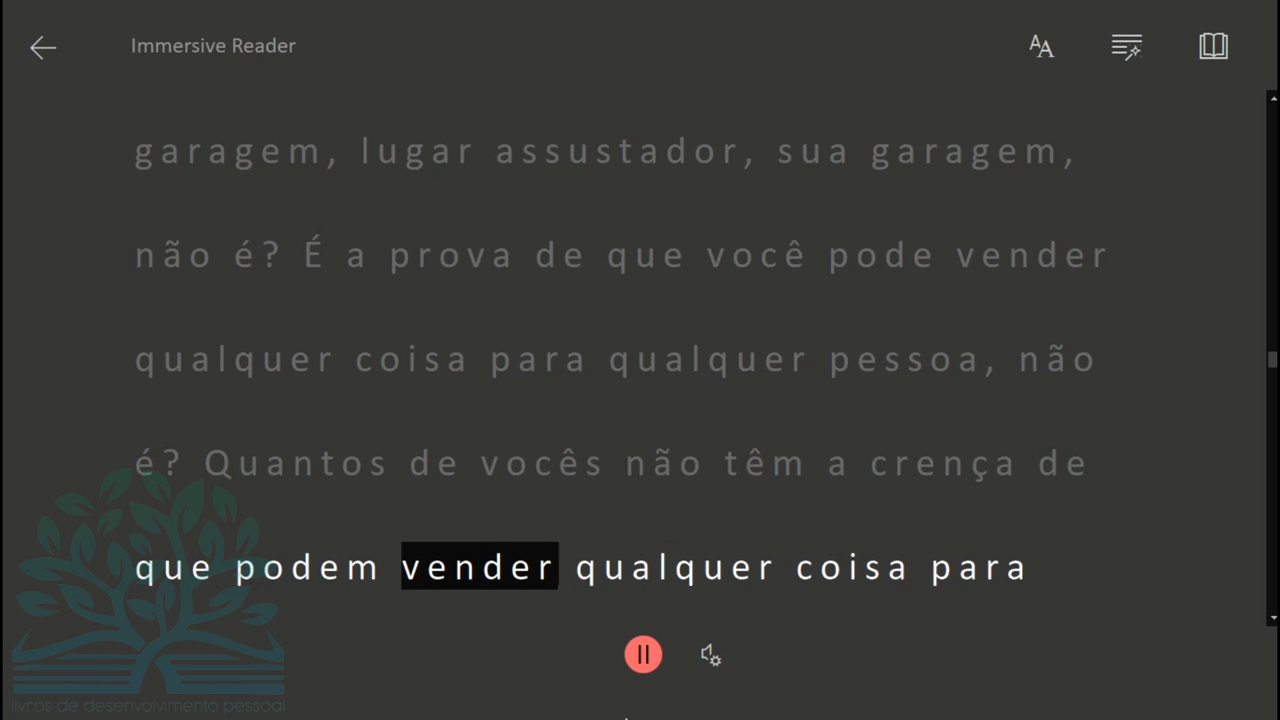 Immersive Reader
garagem, lugar assustador, sua garagem,
não é? É a prova de que você pode vender
qualquer coisa para qualquer pessoa, não
é? Quantos de vocês não têm a crença de
que podem vender qualquer coisa para
livros de desenvolvimento pessoal